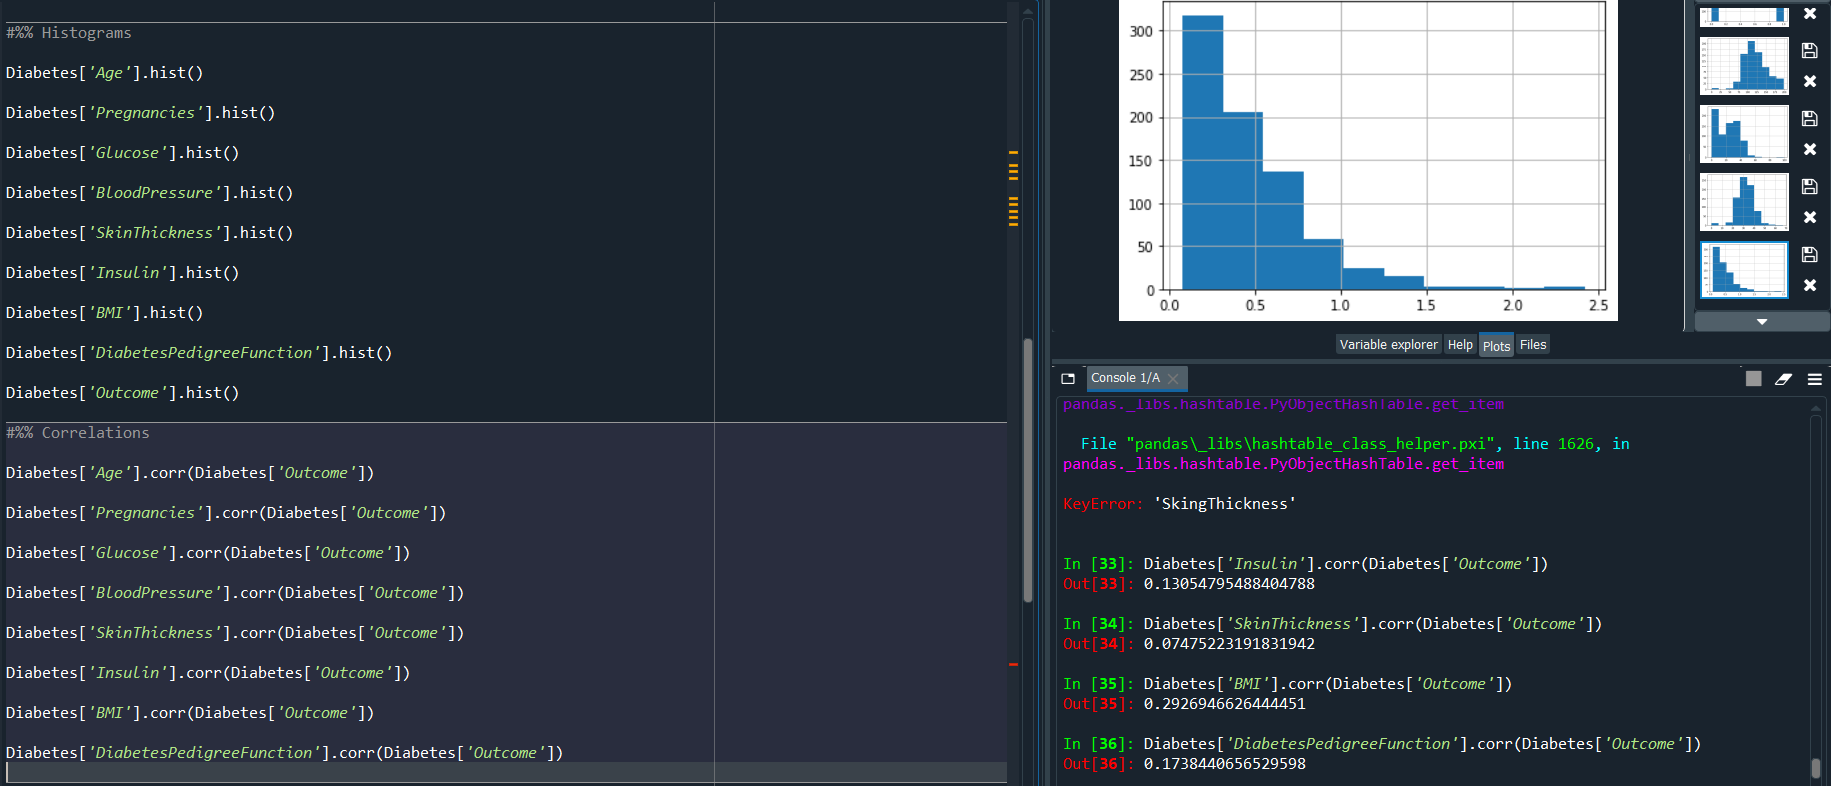 #%% Histograms
Diabetes['Age'].hist()
Diabetes['Pregnancies'].hist()
Diabetes['Glucose'].hist()
Diabetes['BloodPressure'].hist()
Diabetes['SkinThickness'].hist()
Diabetes['Insulin'].hist()
Diabetes['BMI'].hist()
Diabetes['DiabetesPedigreeFunction'].hist()
Diabetes['Outcome'].hist()
#%% Correlations
Diabetes['Age'].corr(Diabetes['Outcome'])
Diabetes['Pregnancies'].corr(Diabetes['Outcome'])
Diabetes['Glucose'].corr(Diabetes['Outcome'])
Diabetes['BloodPressure'].corr(Diabetes['Outcome'])
Diabetes['SkinThickness'].corr(Diabetes['Outcome'])
Diabetes['Insulin'].corr(Diabetes['Outcome'])
Diabetes['BMI'].corr(Diabetes['Outcome'])
Diabetes['DiabetesPedigreeFunction'].corr(Diabetes['Outcome'])
300
250
200
150
100
50
0
0.0 0.5 1.0 1.5 2.0 2.5
Variable explorer Help Plots Files
Console 1/A
pandas._libs.hashtable.PyObjectHashTable.get_item
File "pandas\_libs\hashtable_class_helper.pxi", line 1626, in
pandas._libs.hashtable.PyObjectHashTable.get_item
KeyError: 'SkingThickness'
In [33]: Diabetes['Insulin'].corr(Diabetes['Outcome'])
Out[33]: 0.13054795488404788
In [34]: Diabetes['SkinThickness'].corr(Diabetes['Outcome'])
Out[34]: 0.07475223191831942
In [35]: Diabetes['BMI'].corr(Diabetes['Outcome'])
Out[35]: 0.2926946626444451
In [36]: Diabetes['DiabetesPedigreeFunction'].corr(Diabetes['Outcome'])
Out[36]: 0.1738440656529598